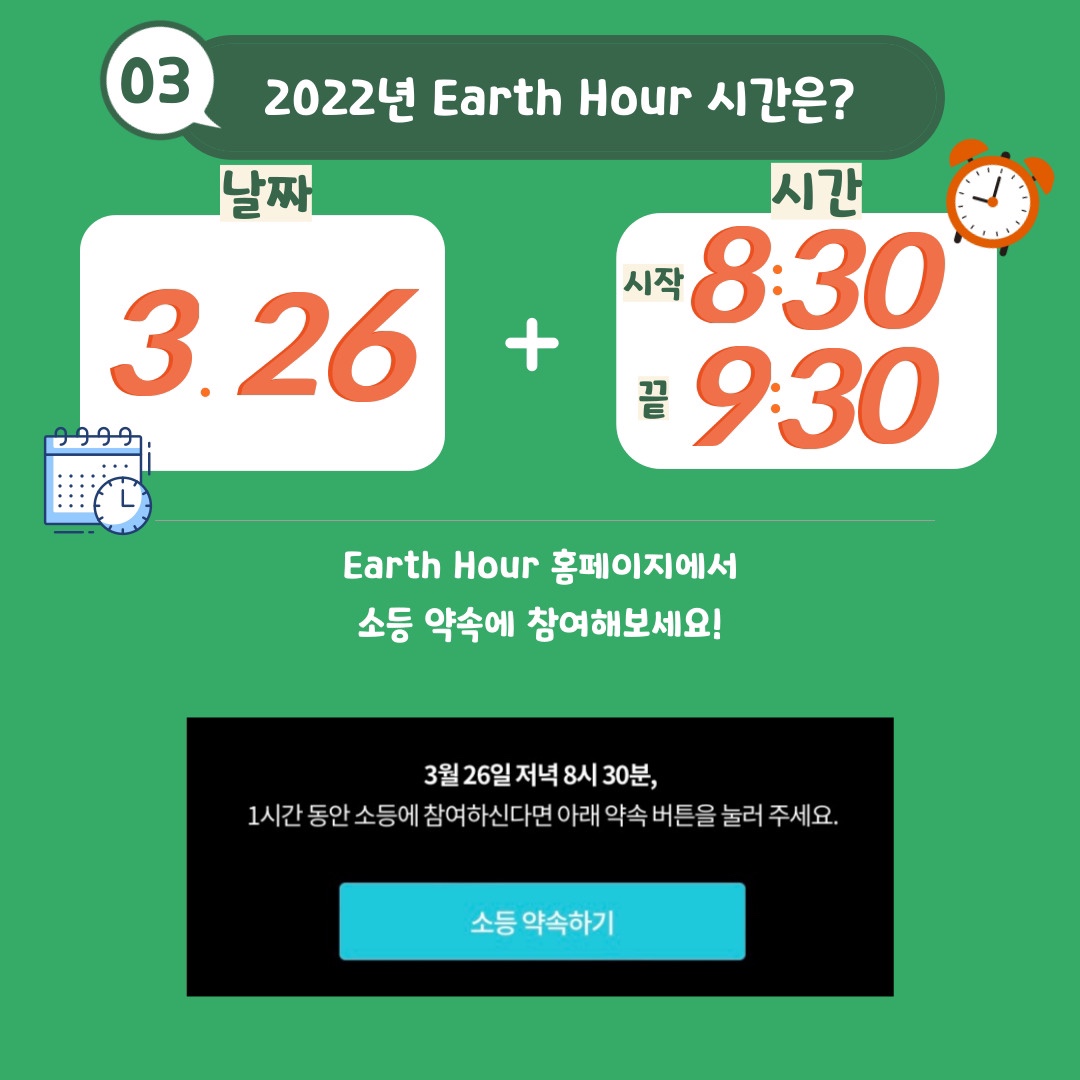 03
2022년 Earth Hour 시간은?
날짜
3. 26
+
시간
시작 8:30
끝 9:30
Earth Hour 홈페이지에서
소등 약속에 참여해보세요!
3월 26일 저녁 8시 30분,
1시간 동안 소등에 참여하신다면 아래 약속 버튼을 눌러 주세요.
소등 약속하기